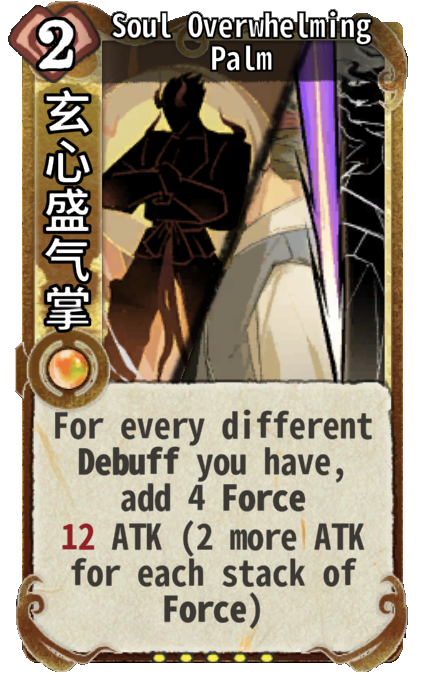 2
Soul Overwhelming
Palm
玄心盛气掌
For every different
Debuff you have,
add 4 Force
12 ATK (2 more ATK
for each stack of
Force)